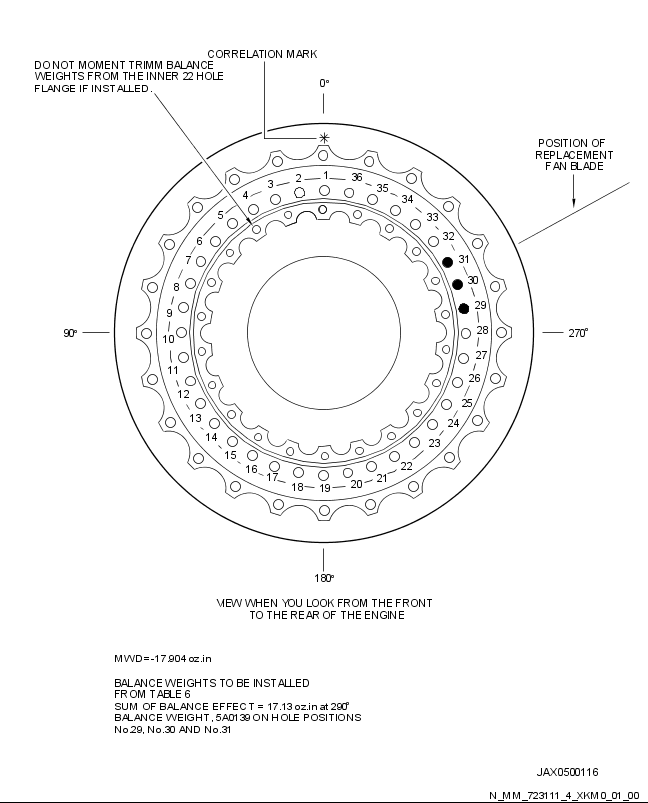 CORRELATION MARK
DO NOT MOMENT TRIMM BALANCE
WEIGHTS FROM THE INNER 22 HOLE
FLANGE IF INSTALLED.
0°
POSITION OF
REPLACEMENT
FAN BLADE
1
2
3
4
5
6
7
8
9
10
11
12
13
14
15
16
17
18
19
20
21
22
23
24
25
26
27
28
29
30
31
32
33
34
35
36
90°
270°
180°
VIEW WHEN YOU LOOK FROM THE FRONT
TO THE REAR OF THE ENGINE
MWD=-17.904 oz.in
BALANCE WEIGHTS TO BE INSTALLED
FROM TABLE 6
SUM OF BALANCE EFFECT = 17.13 oz.in at 290°
BALANCE WEIGHT, 5A0139 ON HOLE POSITIONS
No.29, No.30 AND No.31
JAX0500116
N_MM_723111_4_XKM0_01_00